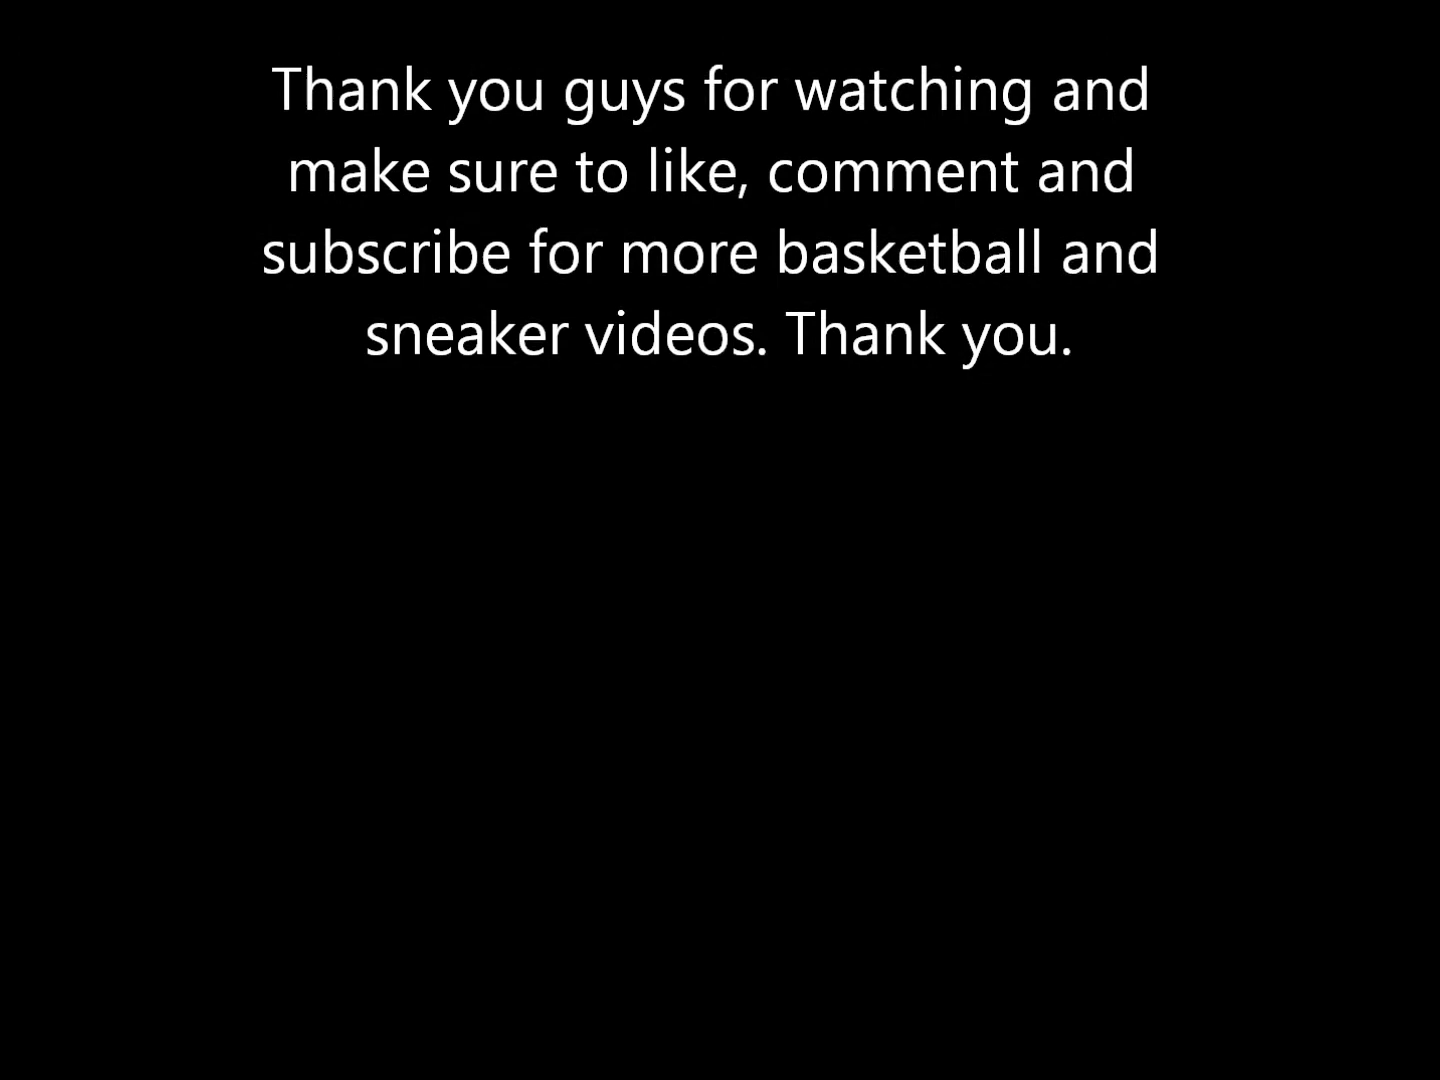 Thank you guys for watching and
make sure to like, comment and
subscribe for more basketball and
sneaker videos. Thank you.